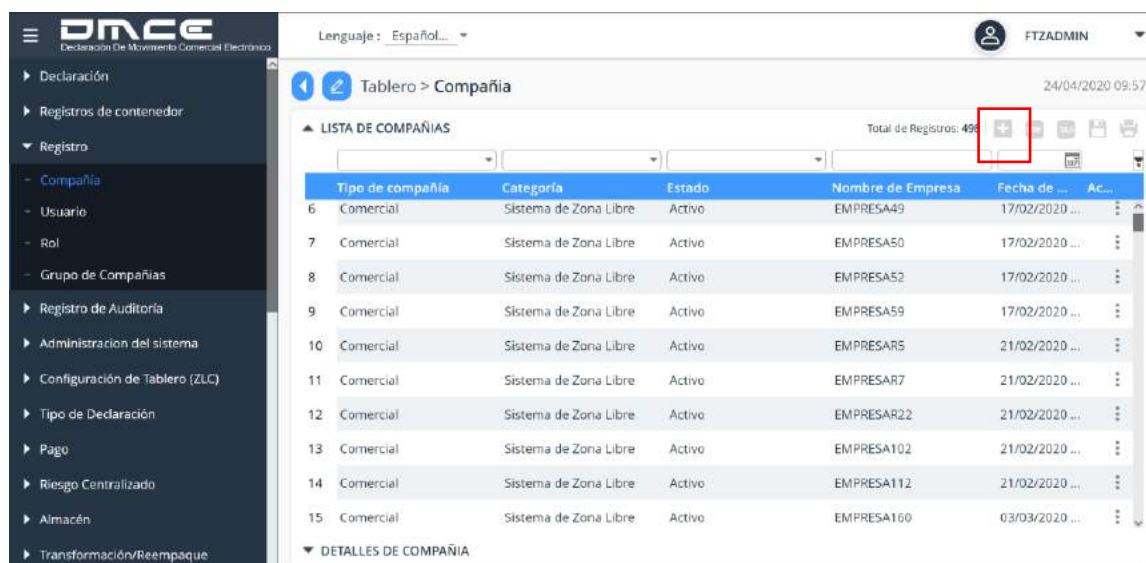 DMCE
Declaración De Movimiento Comercial Electrónico
Lenguaje : Español... 
FTZADMIN
Declaración
Registros de contenedor
Registro
- Compañía
- Usuario
- Rol
- Grupo de Compañias
Registro de Auditoría
Administracion del sistema
Configuración de Tablero (ZLC)
Tipo de Declaración
Pago
Riesgo Centralizado
Almacén
Transformación/Reempaque
Tablero > Compañia
24/04/2020 09:57
LISTA DE COMPAÑIAS
Total de Registros: 496
Tipo de compañía Categoría Estado Nombre de Empresa Fecha de ... Ac...
6 Comercial Sistema de Zona Libre Activo EMPRESA49 17/02/2020 ...
7 Comercial Sistema de Zona Libre Activo EMPRESA50 17/02/2020 ...
8 Comercial Sistema de Zona Libre Activo EMPRESA52 17/02/2020 ...
9 Comercial Sistema de Zona Libre Activo EMPRESA59 17/02/2020 ...
10 Comercial Sistema de Zona Libre Activo EMPRESAR5 21/02/2020 ...
11 Comercial Sistema de Zona Libre Activo EMPRESAR7 21/02/2020 ...
12 Comercial Sistema de Zona Libre Activo EMPRESAR22 21/02/2020 ...
13 Comercial Sistema de Zona Libre Activo EMPRESA102 21/02/2020 ...
14 Comercial Sistema de Zona Libre Activo EMPRESA112 21/02/2020 ...
15 Comercial Sistema de Zona Libre Activo EMPRESA160 03/03/2020 ...
DETALLES DE COMPAÑIA